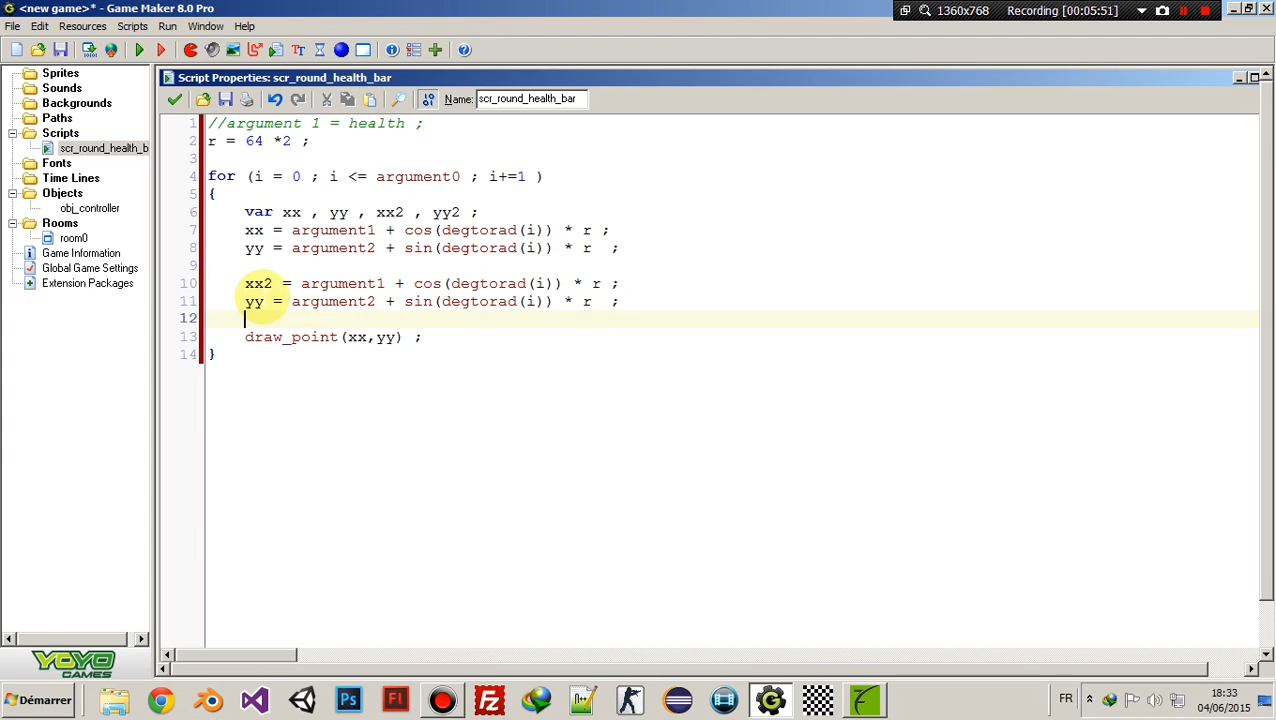 <new game>* - Game Maker 8.0 Pro
1360x768
Recording [00:05:51]
File Edit Resources Scripts Run Window Help
Sprites
Sounds
Backgrounds
Paths
Scripts
scr_round_health_b
Fonts
Time Lines
Objects
obj_controller
Rooms
room0
Game Information
Global Game Settings
Extension Packages
YOYO
GAMES
Script Properties: scr_round_health_bar
Name: scr_round_health_bar
1 //argument 1 = health ;
2 r = 64 *2 ;
3
4 for (i = 0 ; i <= argument0 ; i+=1 )
5 {
6 var xx , yy , xx2 , yy2 ;
7 xx = argument1 + cos(degtorad(i)) * r ;
8 yy = argument2 + sin(degtorad(i)) * r ;
9
10 xx2 = argument1 + cos(degtorad(i)) * r ;
11 yy = argument2 + sin(degtorad(i)) * r ;
12
13 draw_point(xx,yy) ;
14 }
Démarrer
Ps
Fl
FZ
FR
18:33
04/06/2015